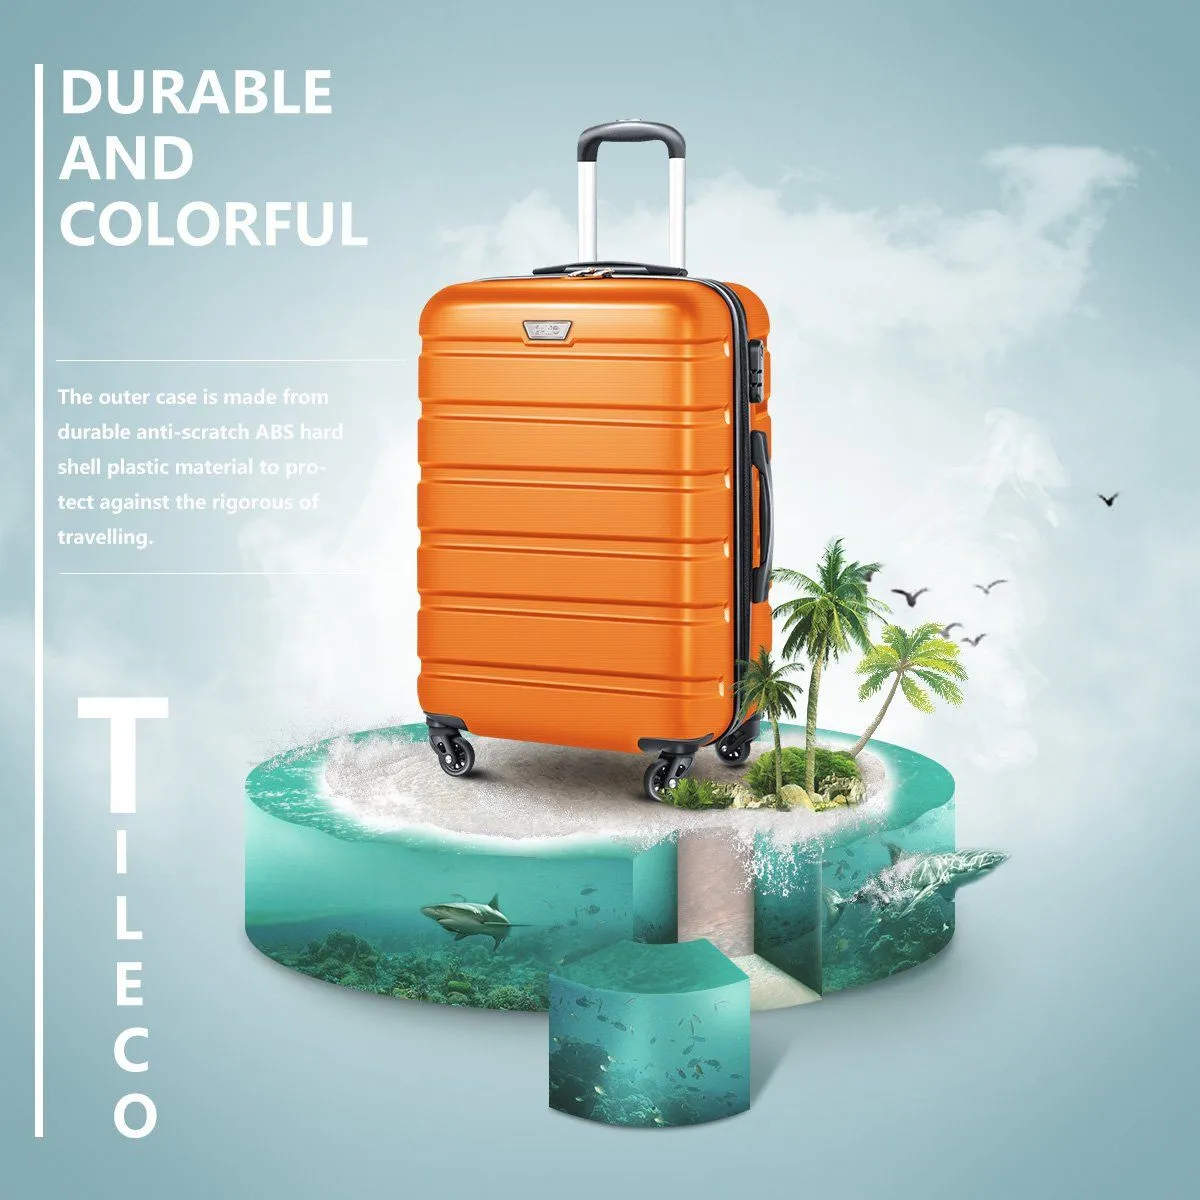 DURABLE
AND
COLORFUL
The outer case is made from
durable anti-scratch ABS hard
shell plastic material to pro-
tect against the rigorous of
travelling.
T
I
L
E
C
O